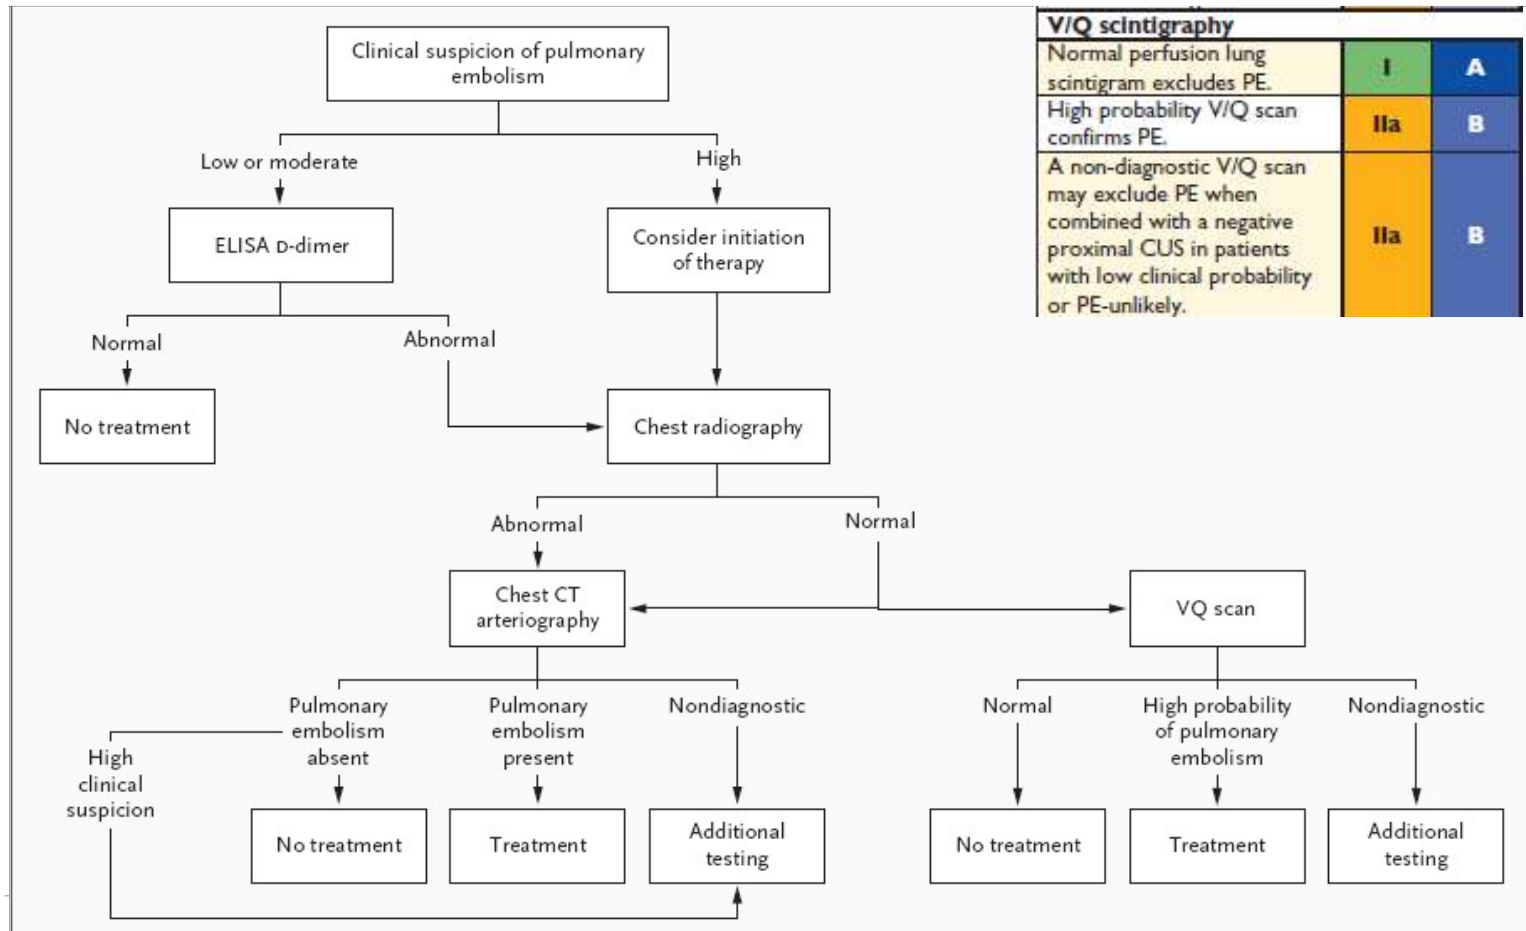 Clinical suspicion of pulmonary
embolism
Low or moderate
High
ELISA D-dimer
Consider initiation
of therapy
Normal
Abnormal
No treatment
Chest radiography
Abnormal
Normal
Chest CT
arteriography
VQ scan
Pulmonary
embolism
absent
Pulmonary
embolism
present
Nondiagnostic
High
clinical
suspicion
No treatment
Treatment
Additional
testing
Normal
High probability
of pulmonary
embolism
Nondiagnostic
No treatment
Treatment
Additional
testing
V/Q scintigraphy
Normal perfusion lung
scintigram excludes PE.
I
A
High probability V/Q scan
confirms PE.
IIa
B
A non-diagnostic V/Q scan
may exclude PE when
combined with a negative
proximal CUS in patients
with low clinical probability
or PE-unlikely.
IIa
B